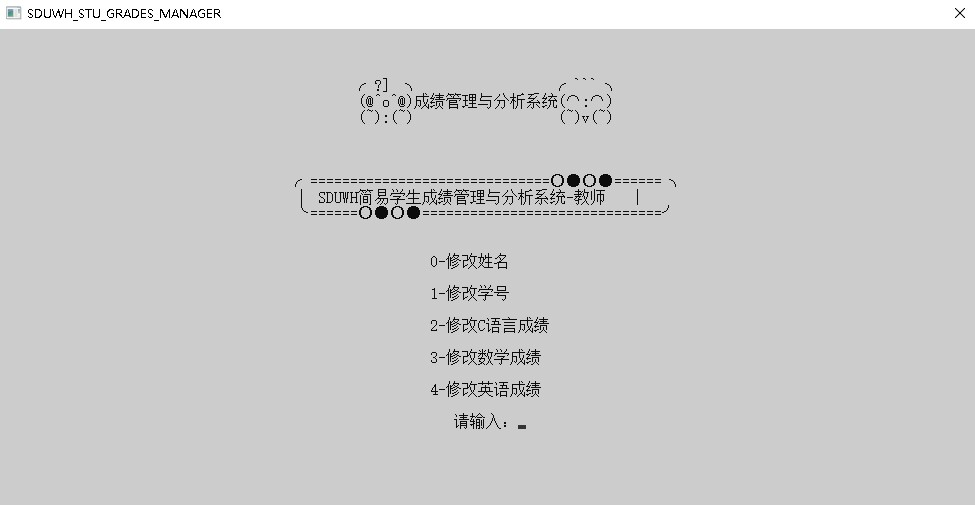 SDUWH_STU_GRADES_MANAGER
╭ ?] ╮ ╭ ``` ╮
(@^o^@)成绩管理与分析系统(⌒:⌒)
(~):(~) (~)v(~)
╭ ==============================○●○●====== ╮
│ SDUWH简易学生成绩管理与分析系统-教师 │
╰======○●○●==============================╯
0-修改姓名
1-修改学号
2-修改C语言成绩
3-修改数学成绩
4-修改英语成绩
请输入：